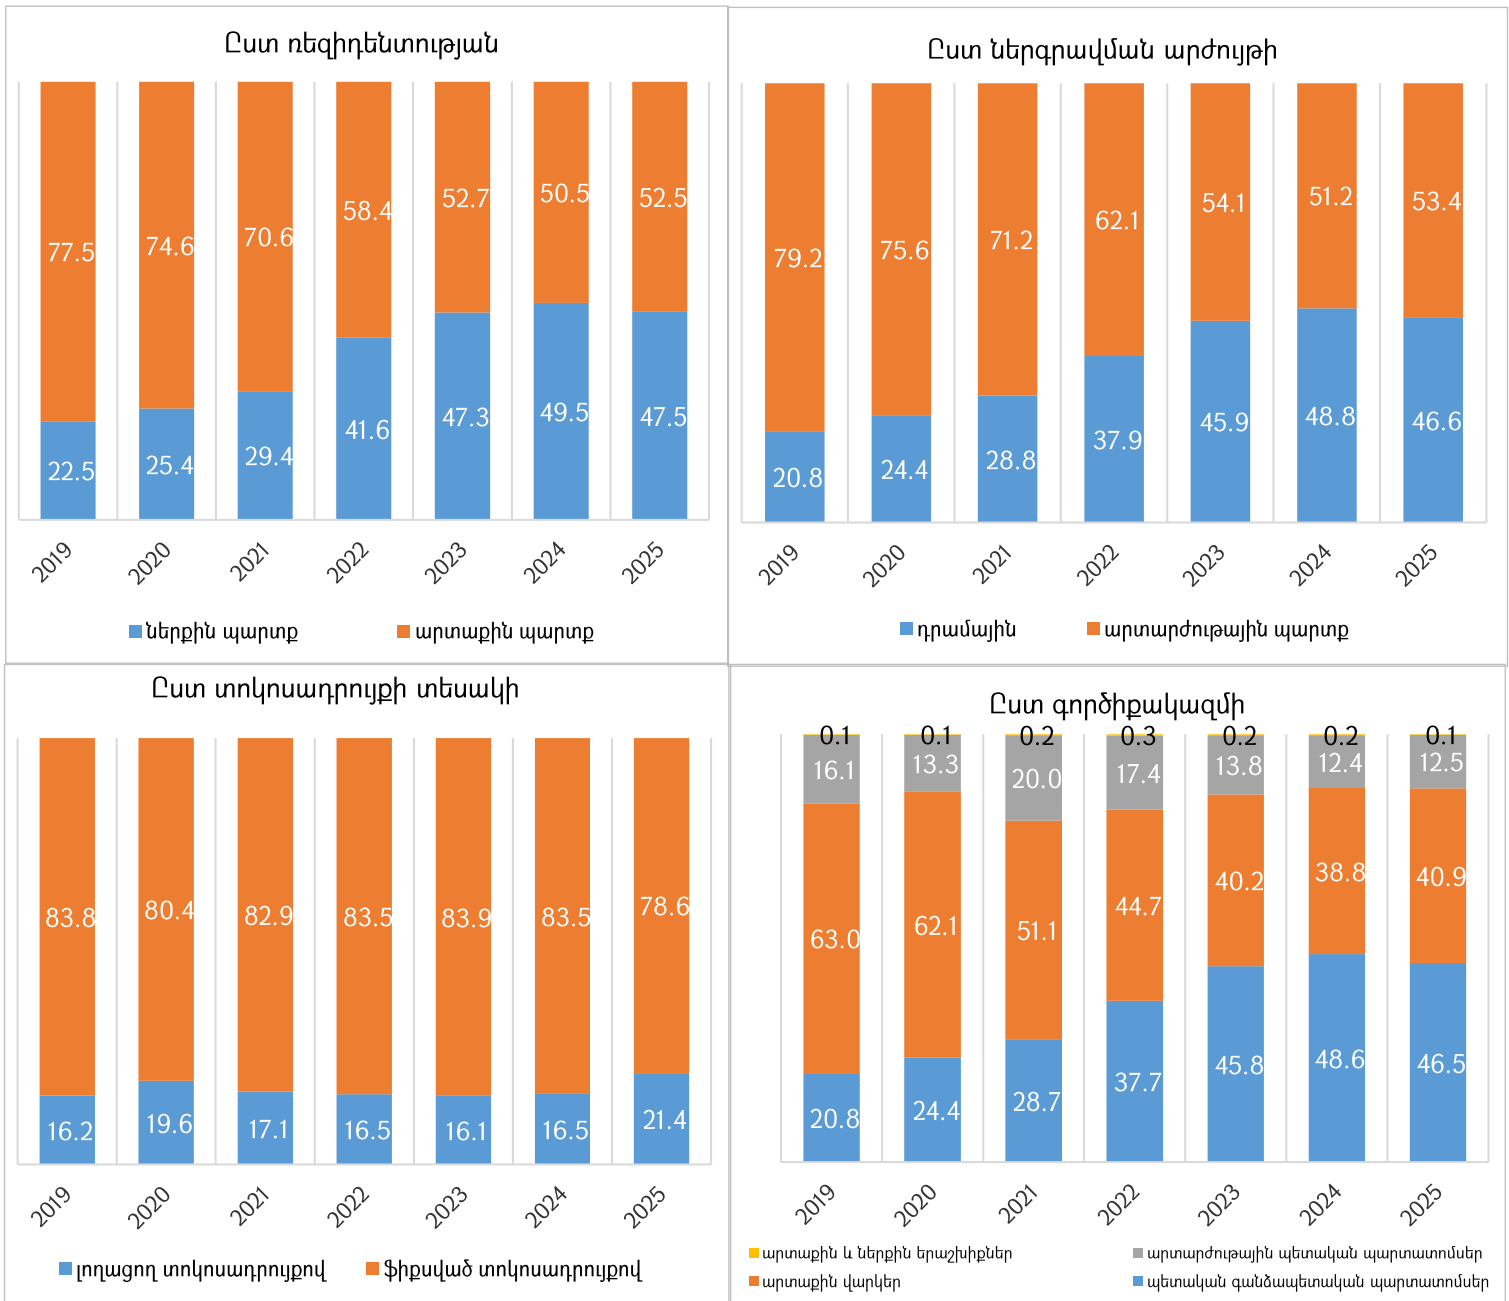 Ըստ ռեզիդենտության
77.5 74.6 70.6 58.4 52.7 50.5 52.5
22.5 25.4 29.4 41.6 47.3 49.5 47.5
2019 2020 2021 2022 2023 2024 2025
ներքին պարտք արտաքին պարտք
Ըստ ներգրավման արժույթի
79.2 75.6 71.2 62.1 54.1 51.2 53.4
20.8 24.4 28.8 37.9 45.9 48.8 46.6
2019 2020 2021 2022 2023 2024 2025
դրամային արտարժութային պարտք
Ըստ տոկոսադրույքի տեսակի
83.8 80.4 82.9 83.5 83.9 83.5 78.6
16.2 19.6 17.1 16.5 16.1 16.5 21.4
2019 2020 2021 2022 2023 2024 2025
լողացող տոկոսադրույքով ֆիքսված տոկոսադրույքով
Ըստ գործիքակազմի
0.1 0.1 0.2 0.3 0.2 0.2 0.1
16.1 13.3 20.0 17.4 13.8 12.4 12.5
63.0 62.1 51.1 44.7 40.2 38.8 40.9
20.8 24.4 28.7 37.7 45.8 48.6 46.5
2019 2020 2021 2022 2023 2024 2025
արտաքին և ներքին երաշխիքներ արտարժութային պետական պարտատոմսեր
արտաքին վարկեր պետական գանձապետական պարտատոմսեր